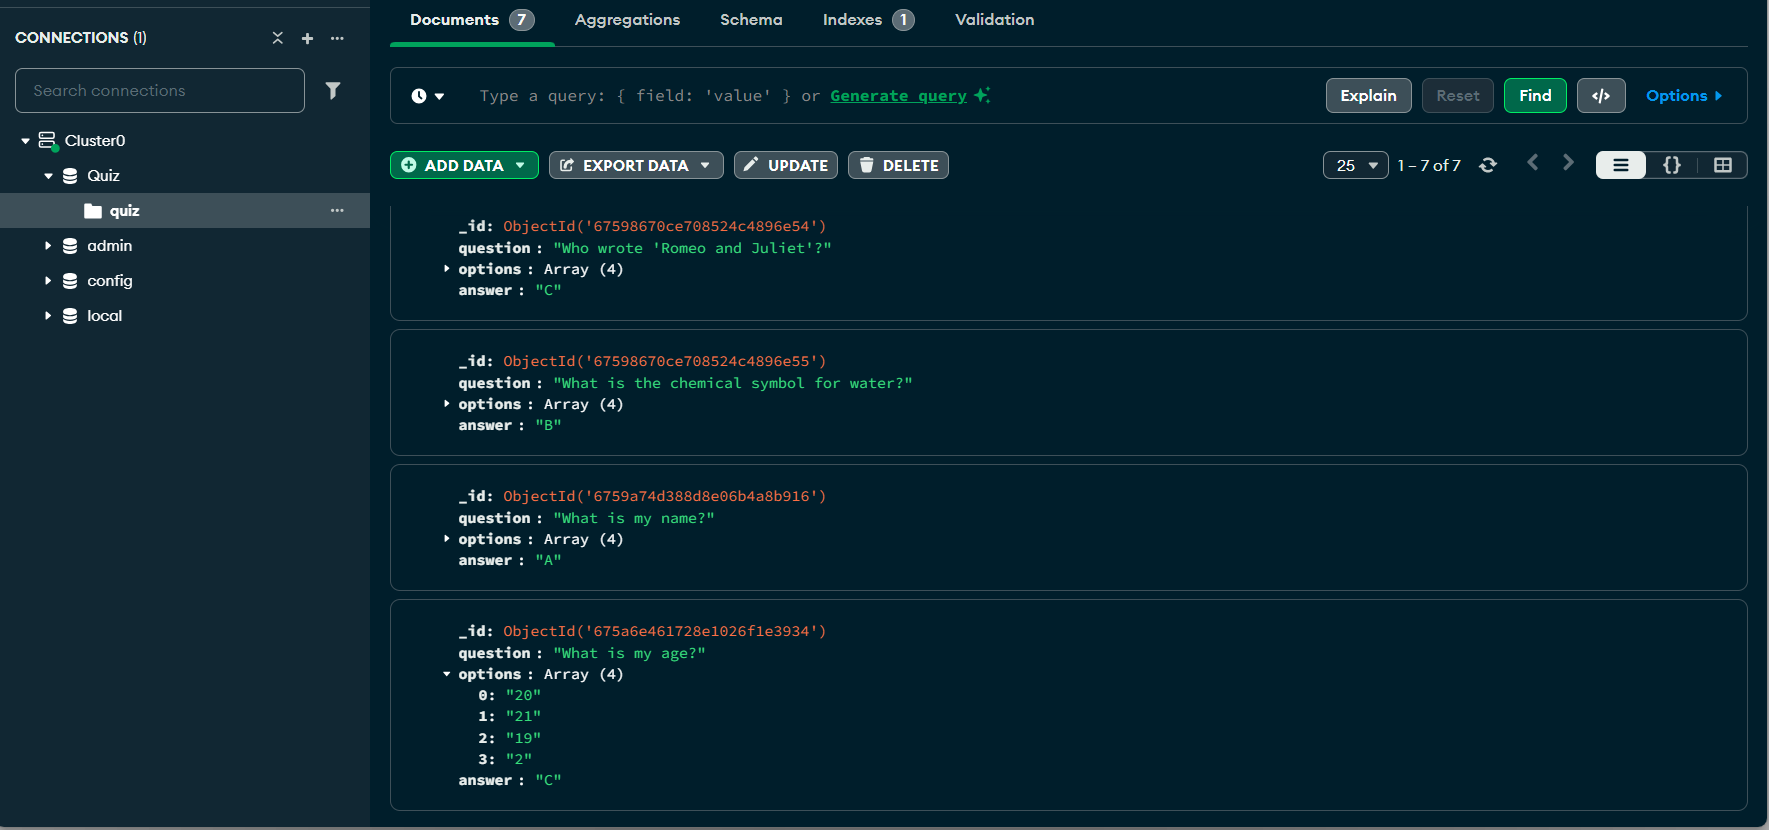 CONNECTIONS (1)
Search connections
Cluster0
Quiz
quiz
admin
config
local
Documents 7 Aggregations Schema Indexes 1 Validation
Type a query: { field: 'value' } or Generate query Explain Reset Find </> Options
ADD DATA EXPORT DATA UPDATE DELETE 25 1 – 7 of 7 {}
_id: ObjectId('67598670ce708524c4896e54')
question : "Who wrote 'Romeo and Juliet'?"
options : Array (4)
answer : "C"
_id: ObjectId('67598670ce708524c4896e55')
question : "What is the chemical symbol for water?"
options : Array (4)
answer : "B"
_id: ObjectId('6759a74d388d8e06b4a8b916')
question : "What is my name?"
options : Array (4)
answer : "A"
_id: ObjectId('675a6e461728e1026f1e3934')
question : "What is my age?"
options : Array (4)
0: "20"
1: "21"
2: "19"
3: "2"
answer : "C"